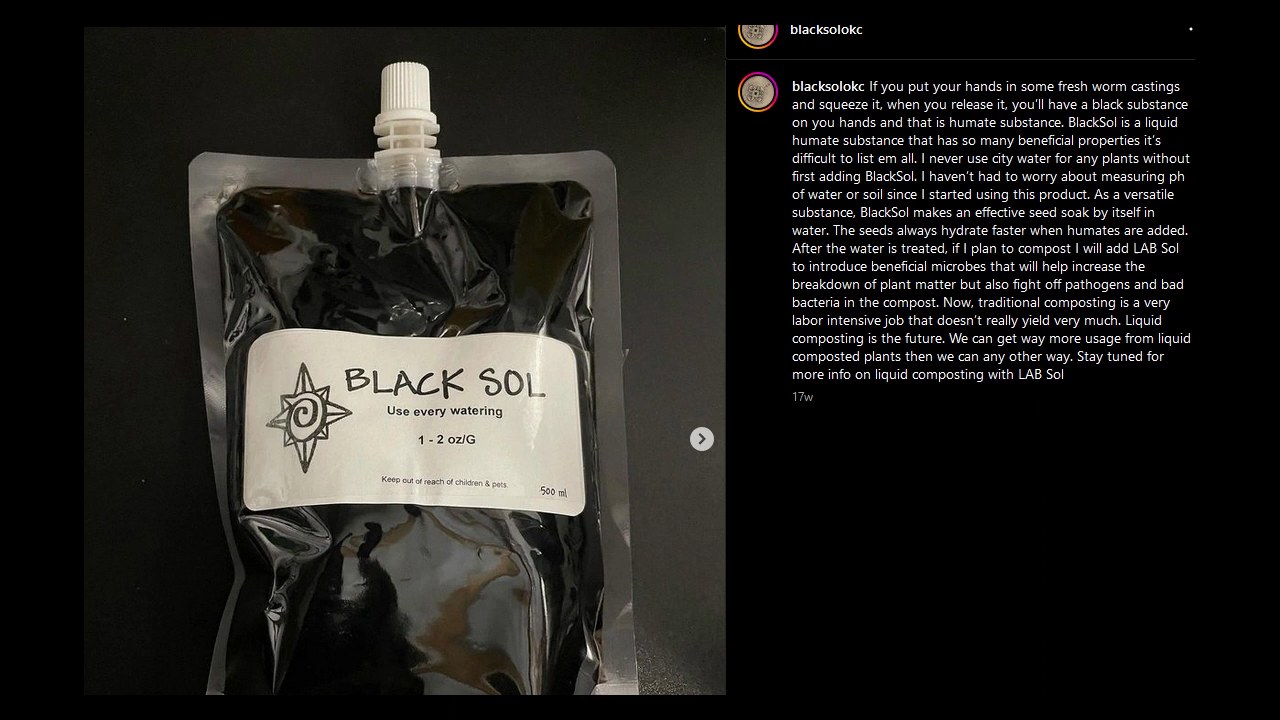 BLACK SOL
Use every watering
1 - 2 oz/G
Keep out of reach of children & pets.
500 ml
blacksolokc
blacksolokc If you put your hands in some fresh worm castings
and squeeze it, when you release it, you'll have a black substance
on you hands and that is humate substance. BlackSol is a liquid
humate substance that has so many beneficial properties it's
difficult to list em all. I never use city water for any plants without
first adding BlackSol. I haven't had to worry about measuring ph
of water or soil since I started using this product. As a versatile
substance, BlackSol makes an effective seed soak by itself in
water. The seeds always hydrate faster when humates are added.
After the water is treated, if I plan to compost I will add LAB Sol
to introduce beneficial microbes that will help increase the
breakdown of plant matter but also fight off pathogens and bad
bacteria in the compost. Now, traditional composting is a very
labor intensive job that doesn't really yield very much. Liquid
composting is the future. We can get way more usage from liquid
composted plants then we can any other way. Stay tuned for
more info on liquid composting with LAB Sol
17w